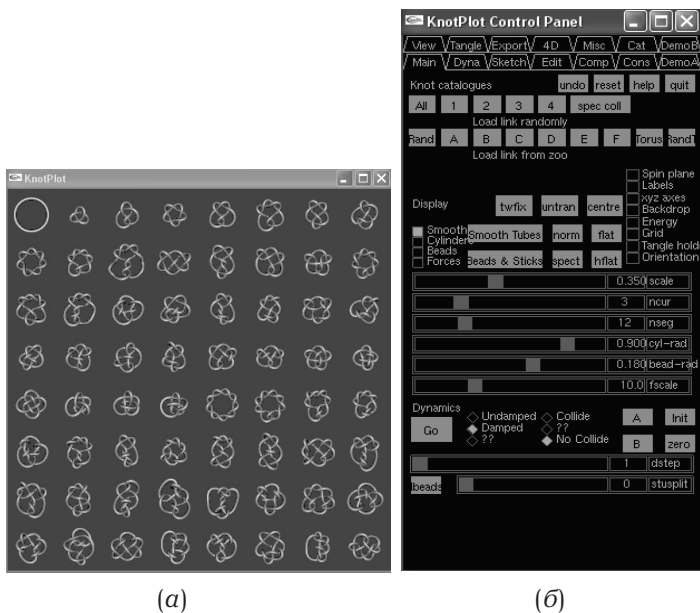 KnotPlot
(а)
KnotPlot Control Panel
View Tangle Export 4D Misc Cat DemoB
Main Dyna Sketch Edit Comp Cons DemoA
Knot catalogues undo reset help quit
All 1 2 3 4 spec coll
Load link randomly
Rand A B C D E F Torus RandT
Load link from zoo
Spin plane
Labels
xyz axes
Backdrop
Energy
Grid
Tangle hold
Orientation
Display twfix untran centre
Smooth
Cylinders
Beads
Forces
Smooth Tubes norm flat
Beads & Sticks spect hflat
0.350 scale
3 ncur
12 nseg
0.900 cyl-rad
0.180 bead-rad
10.0 fscale
Dynamics
Go
Undamped
Damped
??
Collide
??
No Collide
A Init
B zero
1 dstep
beads 0 stusplit
(б)